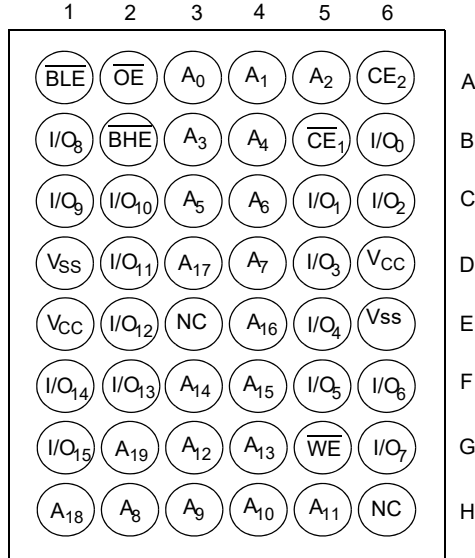 1 2 3 4 5 6
BLE OE A0 A1 A2 CE2 A
I/O8 BHE A3 A4 CE1 I/O0 B
I/O9 I/O10 A5 A6 I/O1 I/O2 C
VSS I/O11 A17 A7 I/O3 VCC D
VCC I/O12 NC A16 I/O4 Vss E
I/O14 I/O13 A14 A15 I/O5 I/O6 F
I/O15 A19 A12 A13 WE I/O7 G
A18 A8 A9 A10 A11 NC H